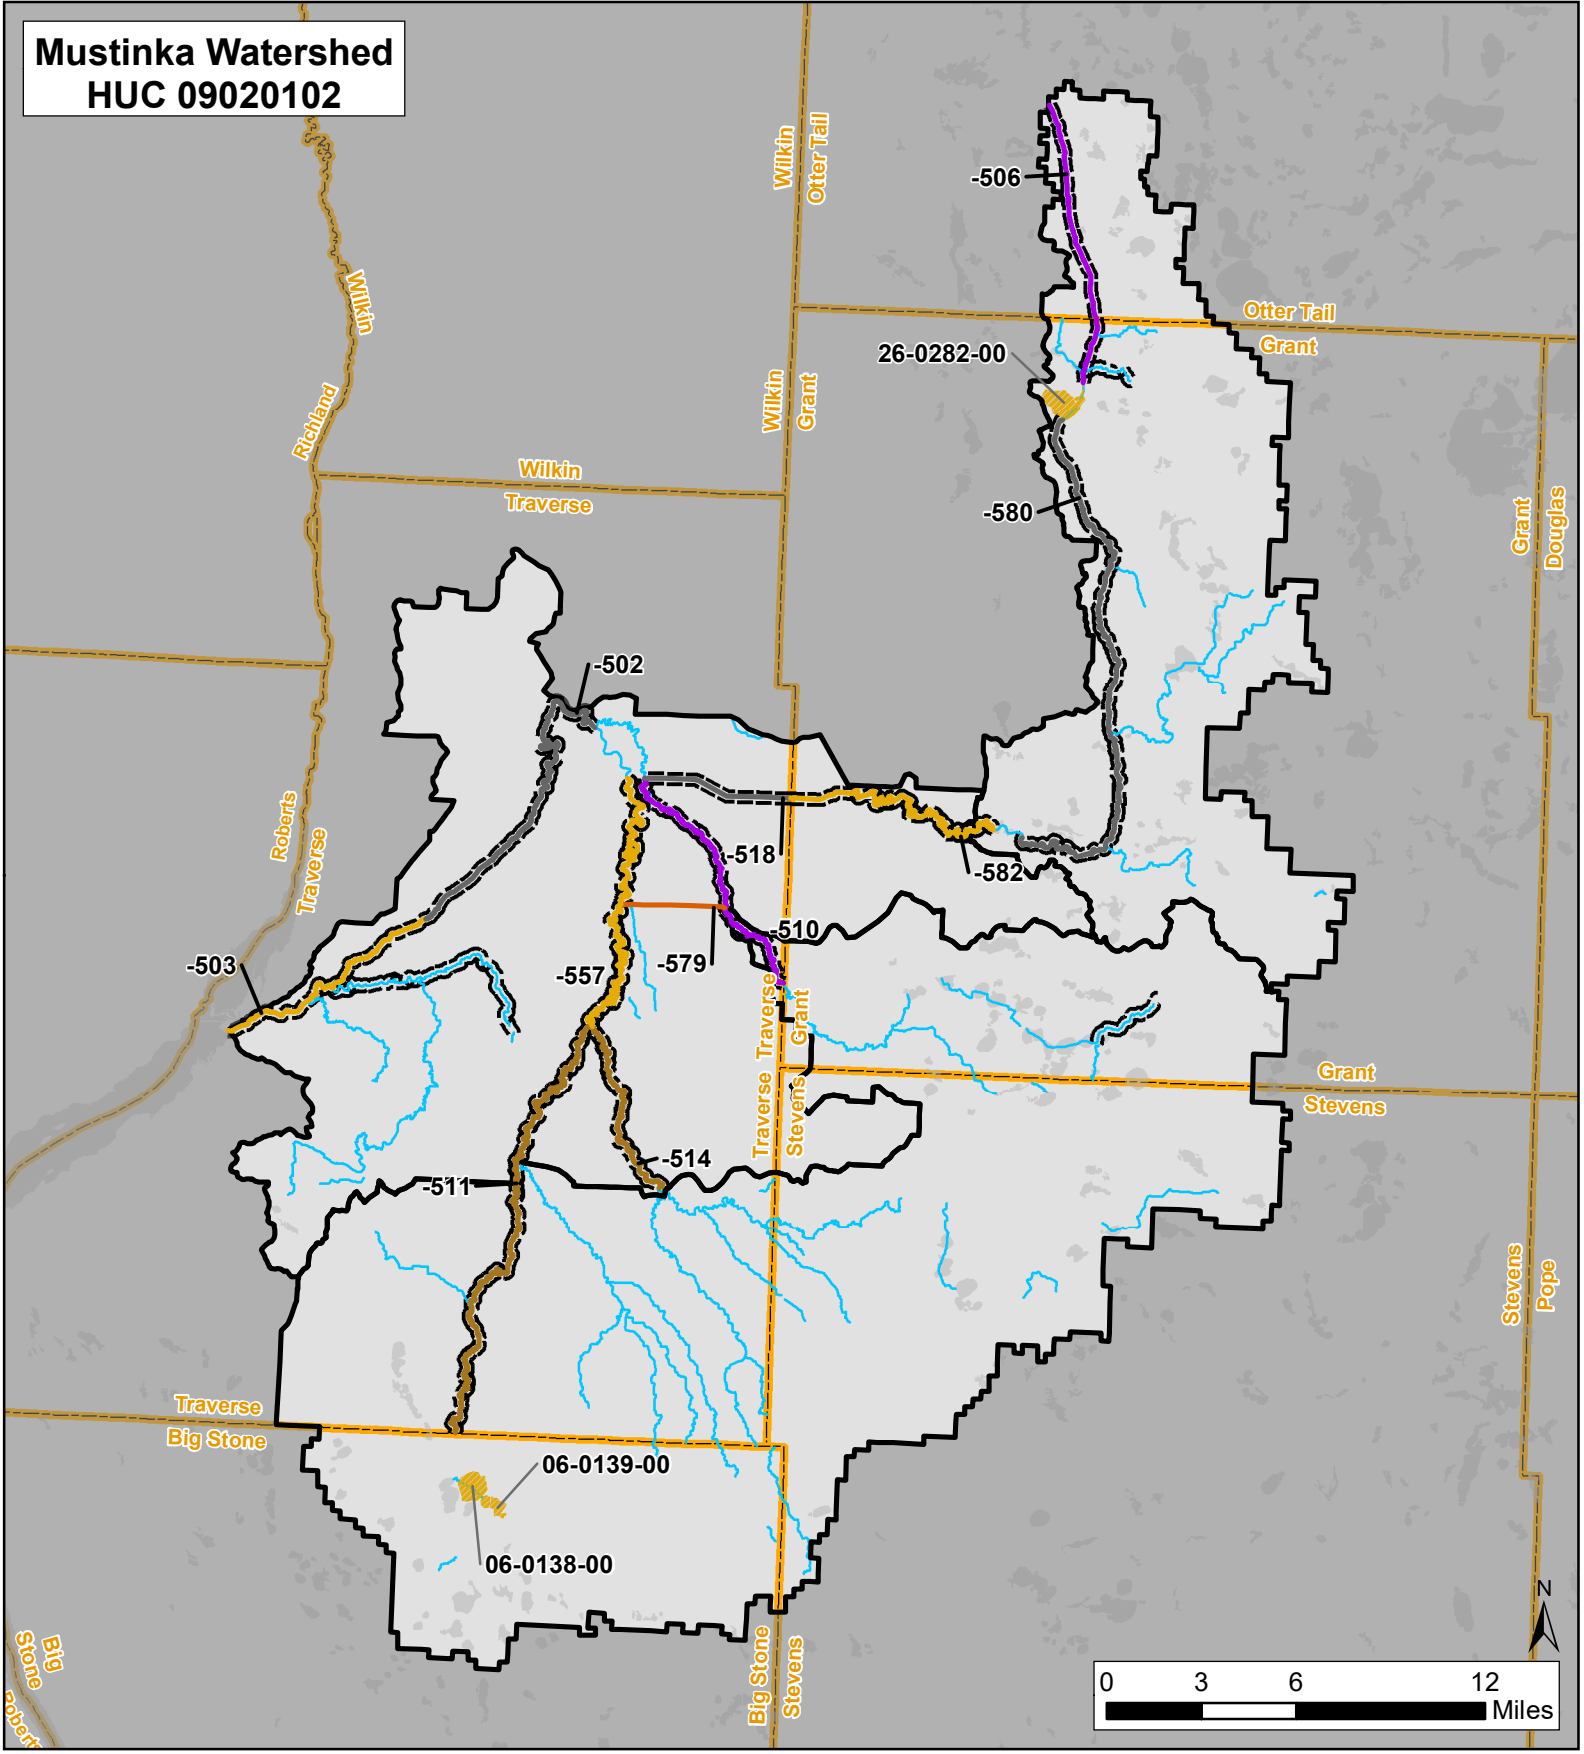 Mustinka Watershed
HUC 09020102
Wilkin
Otter Tail
-506
Wilkin
Richland
Otter Tail
Grant
26-0282-00
Wilkin
Grant
Wilkin
Traverse
-580
Grant
Douglas
-502
Roberts
Traverse
-518
-582
-503
-557
-579
-510
Traverse
Grant
Grant
Stevens
Traverse
Stevens
-514
-511
Stevens
Pope
Traverse
Big Stone
06-0139-00
06-0138-00
Big
Stone
Roberts
Big Stone
Stevens
N
0 3 6 12
Miles